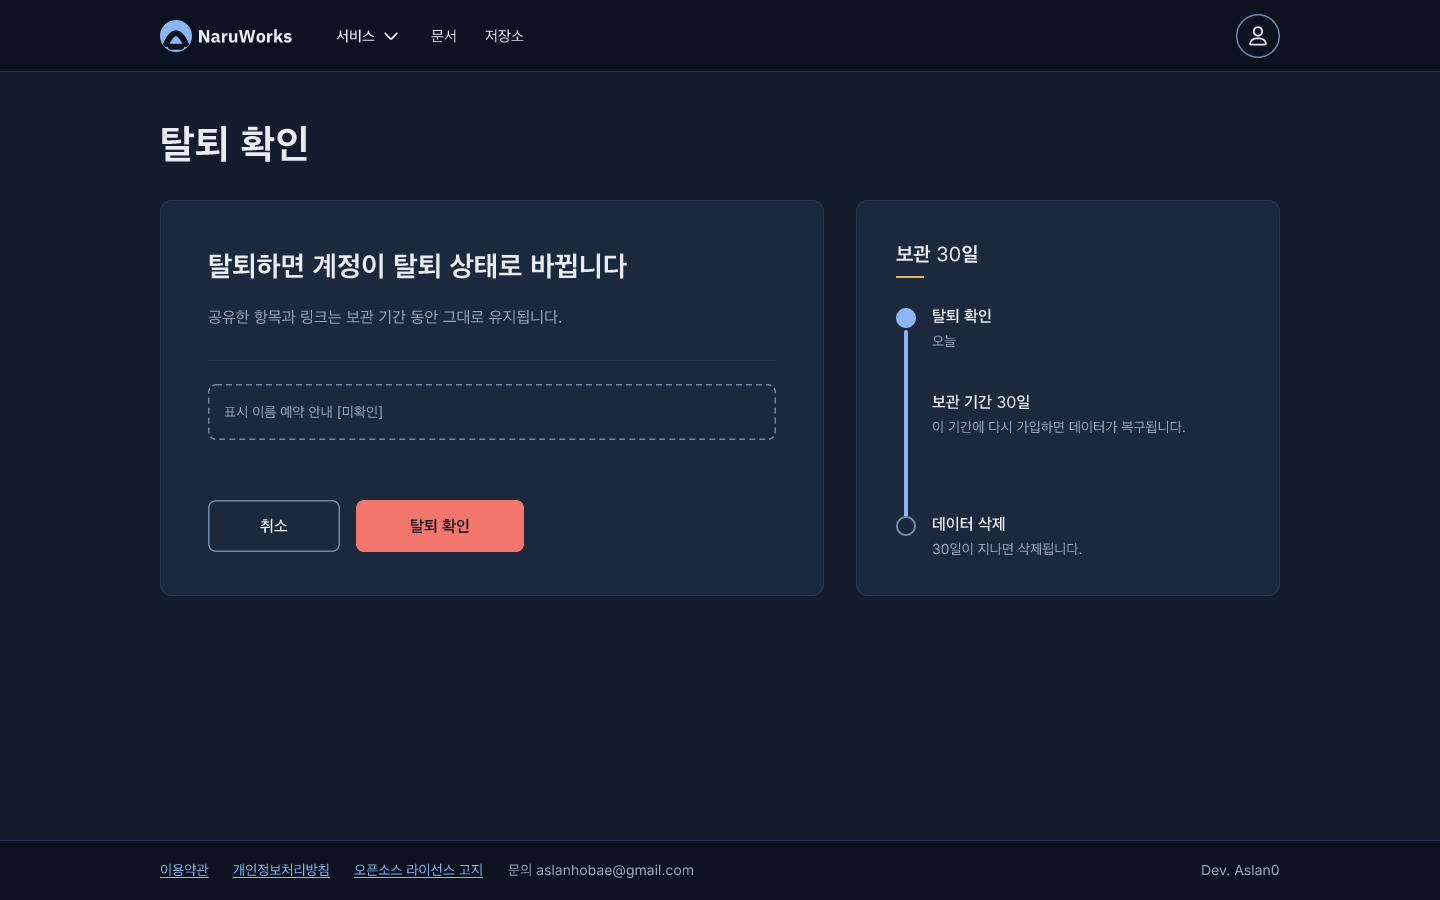 NaruWorks
서비스
문서
저장소
탈퇴 확인
탈퇴하면 계정이 탈퇴 상태로 바뀝니다
공유한 항목과 링크는 보관 기간 동안 그대로 유지됩니다.
표시 이름 예약 안내 [미확인]
취소
탈퇴 확인
보관 30일
탈퇴 확인
오늘
보관 기간 30일
이 기간에 다시 가입하면 데이터가 복구됩니다.
데이터 삭제
30일이 지나면 삭제됩니다.
이용약관
개인정보처리방침
오픈소스 라이선스 고지
문의 aslanhobae@gmail.com
Dev. Aslan0